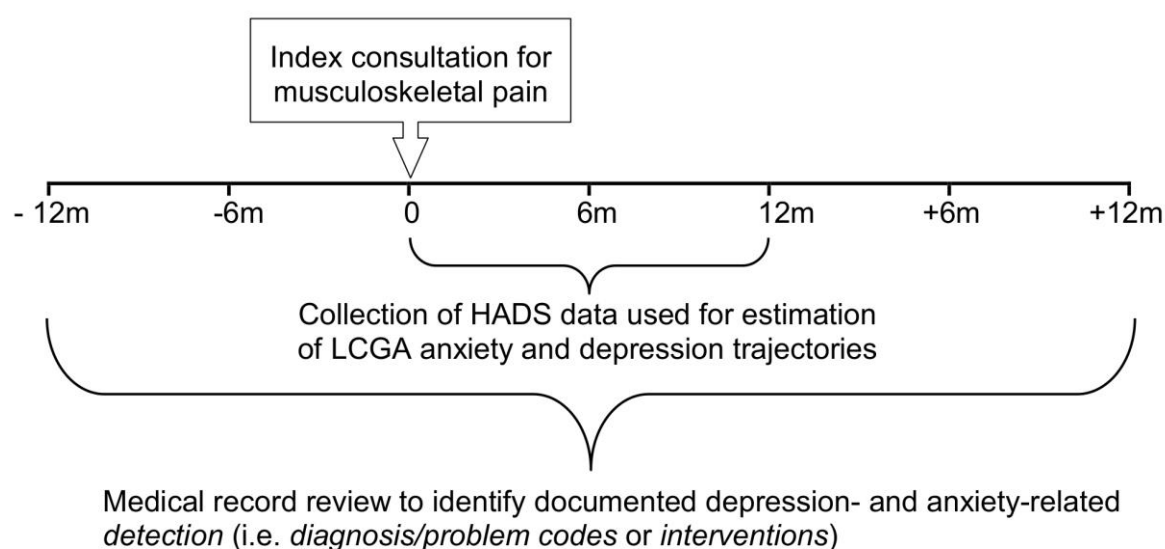 Index consultation for
musculoskeletal pain
- 12m -6m 0 6m 12m +6m +12m
Collection of HADS data used for estimation
of LCGA anxiety and depression trajectories
Medical record review to identify documented depression- and anxiety-related
detection (i.e. diagnosis/problem codes or interventions)